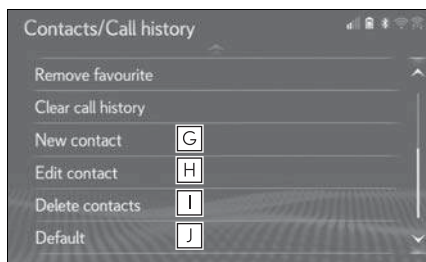 Contacts/Call history
Remove favourite
Clear call history
New contact G
Edit contact H
Delete contacts I
Default J